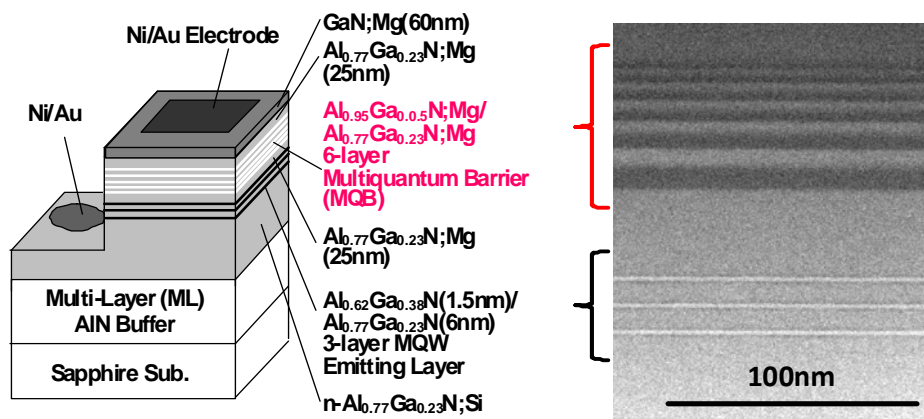 Ni/Au Electrode
Ni/Au
Multi-Layer (ML)
AlN Buffer
Sapphire Sub.
GaN;Mg(60nm)
Al0.77Ga0.23N;Mg
(25nm)
Al0.95Ga0.0.5N;Mg/
Al0.77Ga0.23N;Mg
6-layer
Multiquantum Barrier
(MQB)
Al0.77Ga0.23N;Mg
(25nm)
Al0.62Ga0.38N(1.5nm)/
Al0.77Ga0.23N(6nm)
3-layer MQW
Emitting Layer
n-Al0.77Ga0.23N;Si
100nm